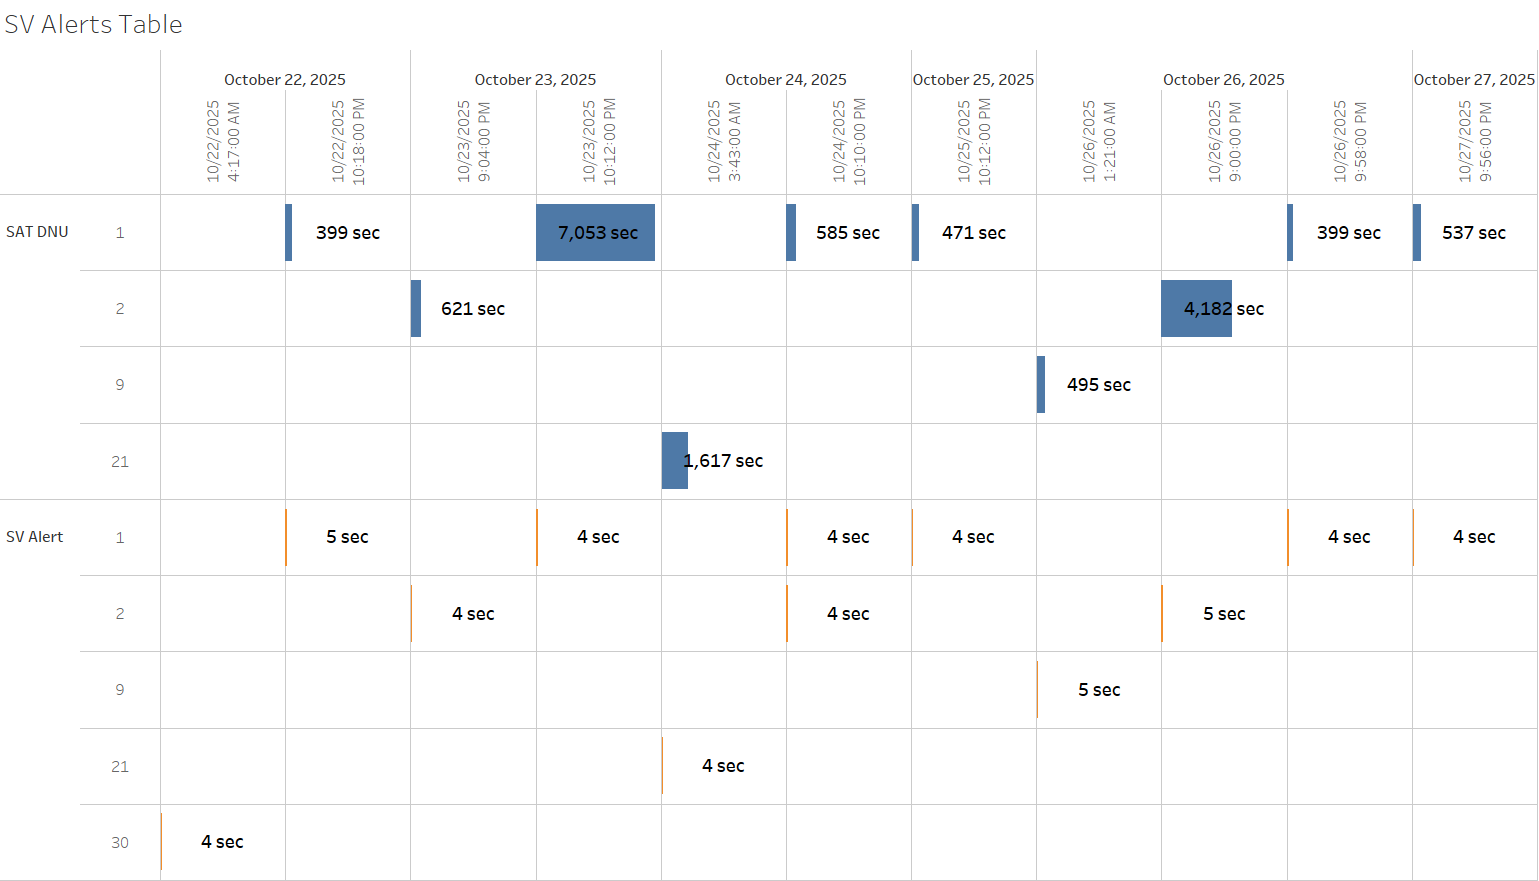 SV Alerts Table
October 22, 2025
October 23, 2025
October 24, 2025
October 25, 2025
October 26, 2025
October 27, 2025
10/22/2025
4:17:00 AM
10/22/2025
10:18:00 PM
10/23/2025
9:04:00 PM
10/23/2025
10:12:00 PM
10/24/2025
3:43:00 AM
10/24/2025
10:10:00 PM
10/25/2025
10:12:00 PM
10/26/2025
1:21:00 AM
10/26/2025
9:00:00 PM
10/26/2025
9:58:00 PM
10/27/2025
9:56:00 PM
SAT DNU 1 399 sec 7,053 sec 585 sec 471 sec 399 sec 537 sec
2 621 sec 4,182 sec
9 495 sec
21 1,617 sec
SV Alert 1 5 sec 4 sec 4 sec 4 sec 4 sec 4 sec
2 4 sec 4 sec 5 sec
9 5 sec
21 4 sec
30 4 sec